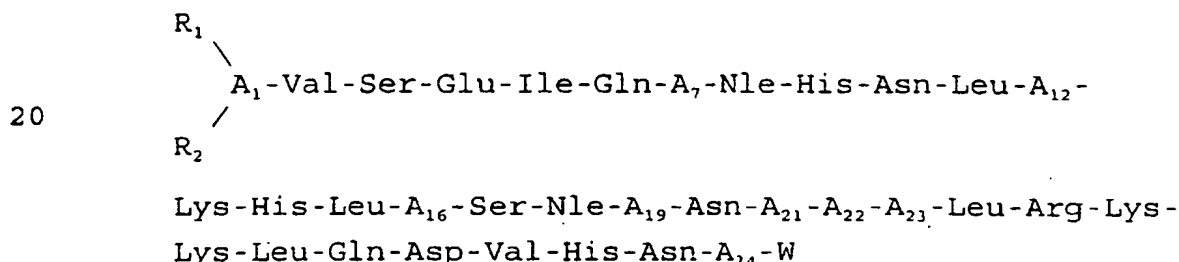 R₁
A₁-Val-Ser-Glu-Ile-Gln-A₇-Nle-His-Asn-Leu-A₁₂-
20
R₂
Lys-His-Leu-A₁₆-Ser-Nle-A₁₉-Asn-A₂₁-A₂₂-A₂₃-Leu-Arg-Lys-
Lys-Leu-Gln-Asp-Val-His-Asn-A₃₄-W